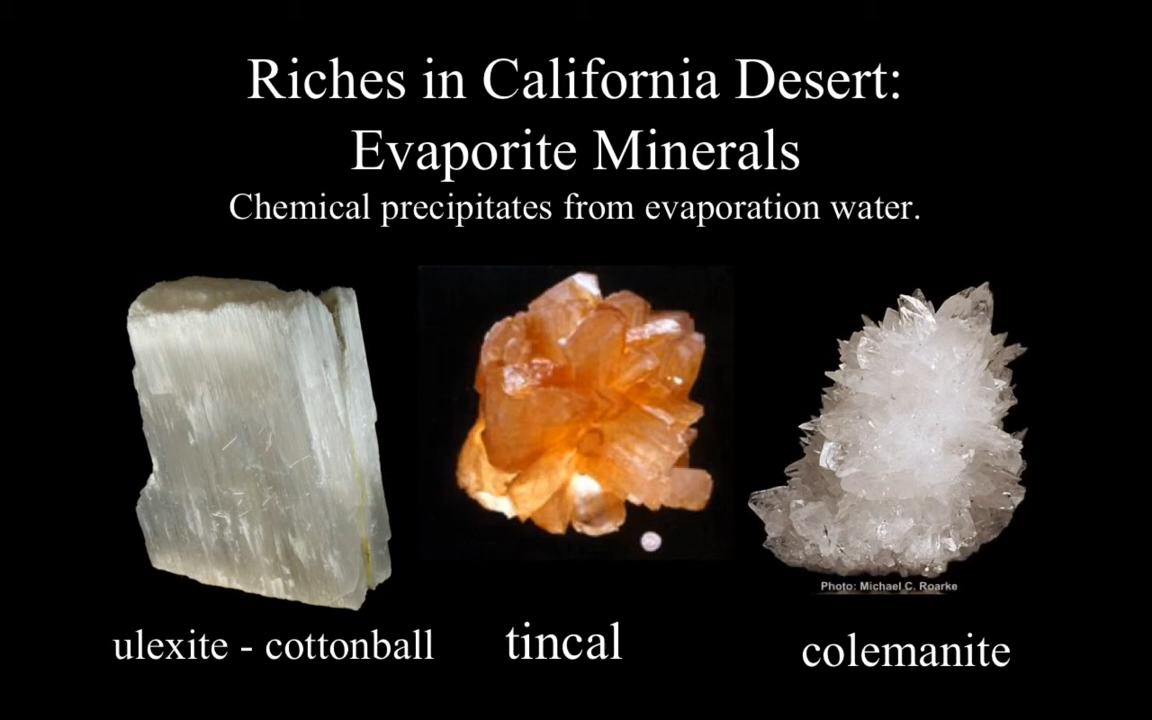 Riches in California Desert:
Evaporite Minerals
Chemical precipitates from evaporation water.
Photo: Michael C. Roarke
ulexite - cottonball
tincal
colemanite